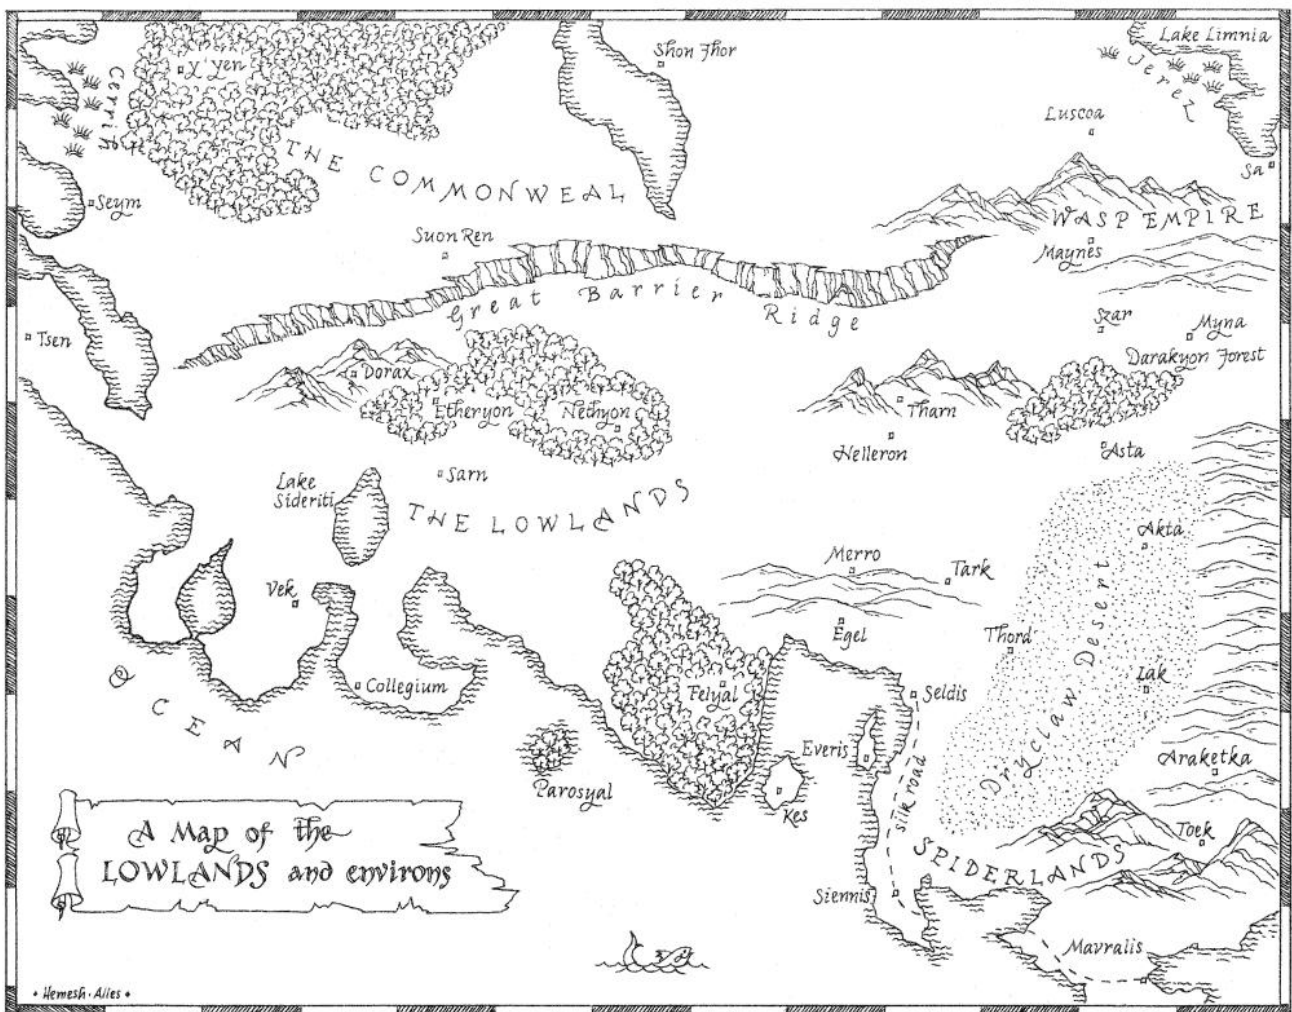 Lake Limnia
Shon Fhor
Y'yen
Jerez
Cerrith
Luscoa
THE COMMONWEAL
Sa
Seym
WASP EMPIRE
Suon Ren
Maynes
Great Barrier Ridge
Szar
Myna
Tsen
Darakyon Forest
Dorax
Etheryon
Nethyon
Tharn
Helleron
Asta
Sarn
Lake
Sideriti
THE LOWLANDS
Akta
Merro
Tark
Vek
Egel
Thord
Dryclaw Desert
Collegium
Felyal
Seldis
Iak
OCEAN
Everis
Araketka
Parosyal
Kes
silk road
A Map of the
LOWLANDS and environs
Toek
SPIDERLANDS
Siennis
Mavralis
• Hemesh • Alles •